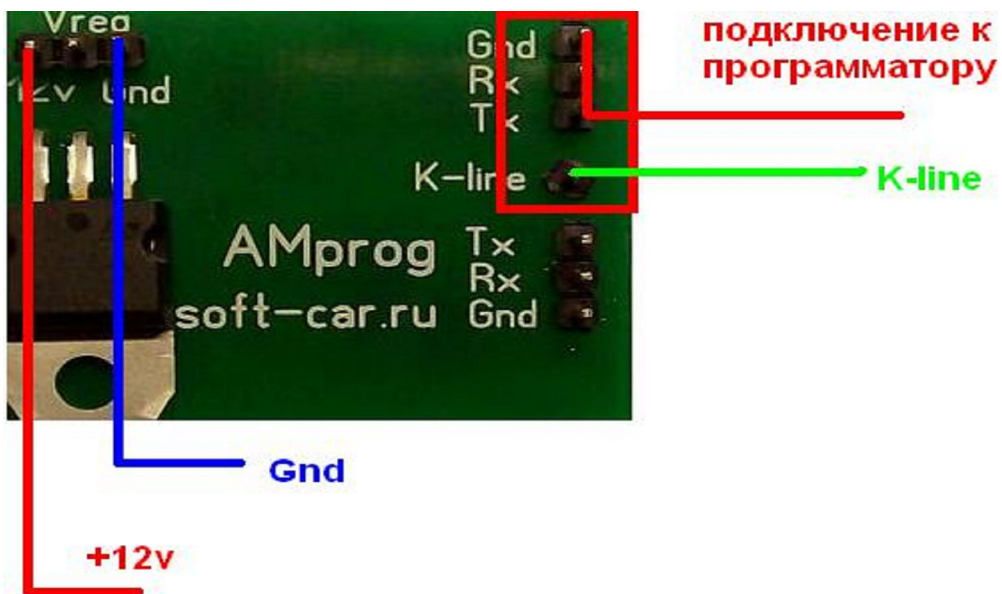 Vreg
12v Gnd
Gnd
Rx
Tx
K-line
AMprog
soft-car.ru
Tx
Rx
Gnd
подключение к
программатору
K-line
Gnd
+12v